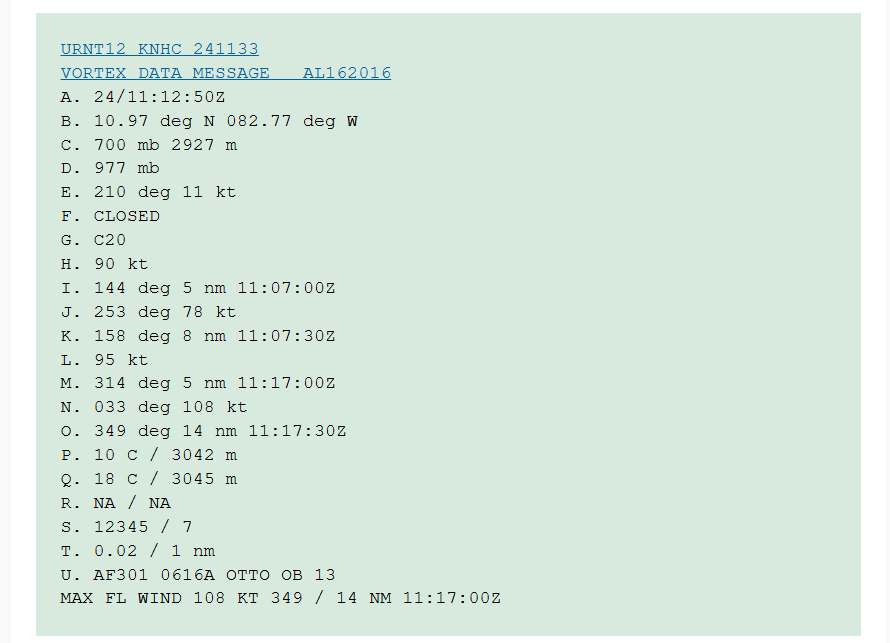 URNT12 KNHC 241133
VORTEX DATA MESSAGE   AL162016
A. 24/11:12:50Z
B. 10.97 deg N 082.77 deg W
C. 700 mb 2927 m
D. 977 mb
E. 210 deg 11 kt
F. CLOSED
G. C20
H. 90 kt
I. 144 deg 5 nm 11:07:00Z
J. 253 deg 78 kt
K. 158 deg 8 nm 11:07:30Z
L. 95 kt
M. 314 deg 5 nm 11:17:00Z
N. 033 deg 108 kt
O. 349 deg 14 nm 11:17:30Z
P. 10 C / 3042 m
Q. 18 C / 3045 m
R. NA / NA
S. 12345 / 7
T. 0.02 / 1 nm
U. AF301 0616A OTTO OB 13
MAX FL WIND 108 KT 349 / 14 NM 11:17:00Z